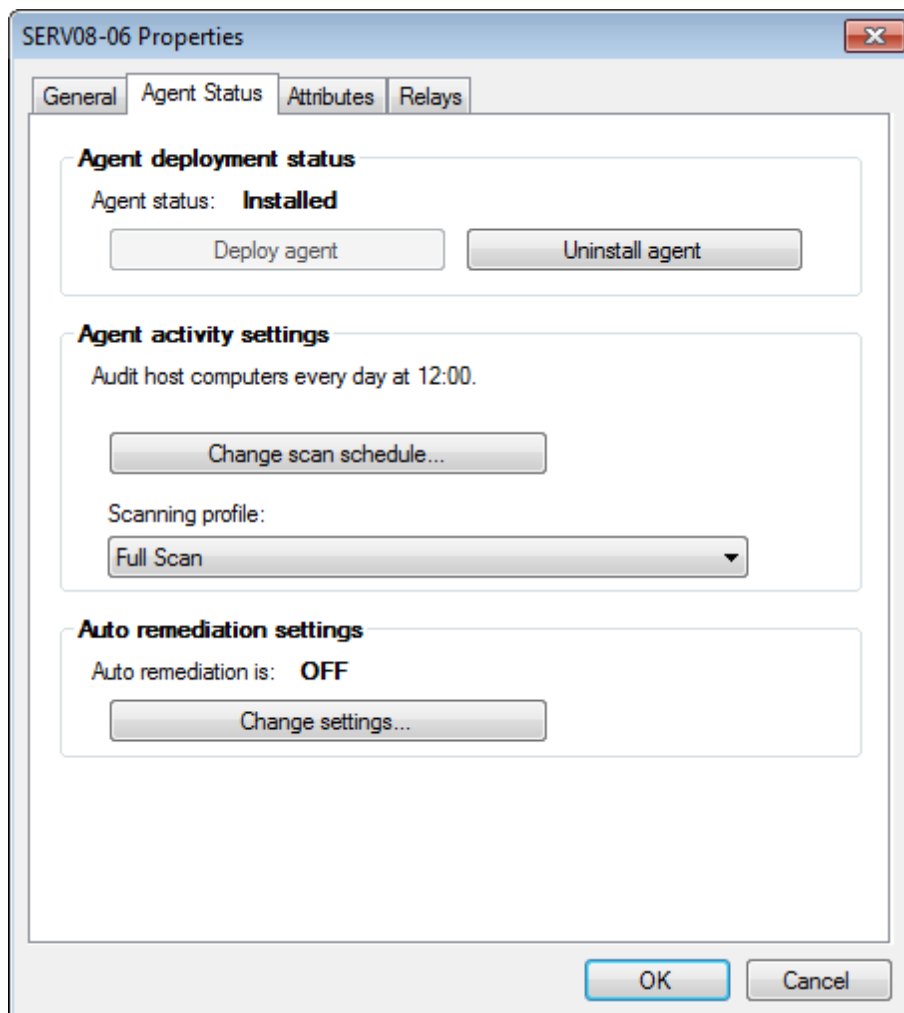 SERV08-06 Properties
General Agent Status Attributes Relays
Agent deployment status
Agent status: Installed
Deploy agent Uninstall agent
Agent activity settings
Audit host computers every day at 12:00.
Change scan schedule...
Scanning profile:
Full Scan
Auto remediation settings
Auto remediation is: OFF
Change settings...
OK Cancel